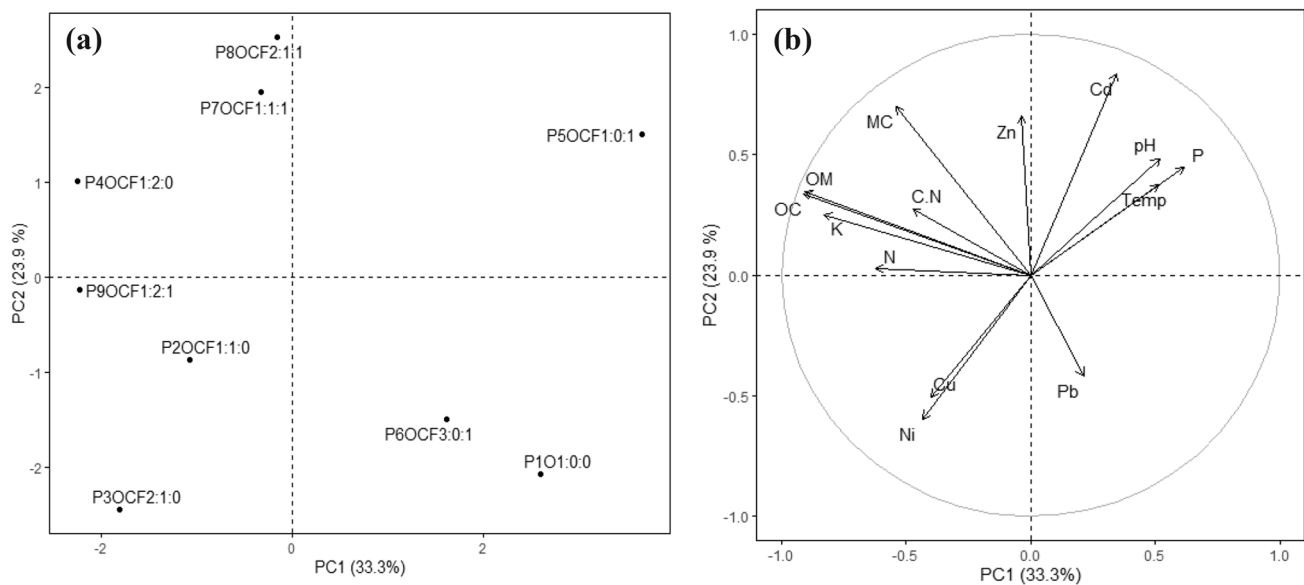 (a)
P8OCF2:1:1
P7OCF1:1:1
P5OCF1:0:1
P4OCF1:2:0
P9OCF1:2:1
P2OCF1:1:0
P6OCF3:0:1
P1O1:0:0
P3OCF2:1:0
2
1
0
-1
-2
PC2 (23.9 %)
-2
0
2
PC1 (33.3%)
(b)
Cd
MC
Zn
pH
P
OM
Temp
OC
C.N
K
N
Cu
Pb
Ni
1.0
0.5
0.0
-0.5
-1.0
PC2 (23.9 %)
-1.0
-0.5
0.0
0.5
1.0
PC1 (33.3%)